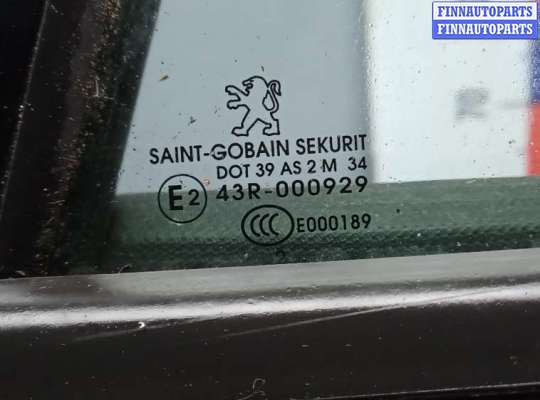 FINNAUTOPARTS
FINNAUTOPARTS
SAINT-GOBAIN SEKURIT
DOT 39 AS 2 M 34
E2 43R-000929
CCC E000189